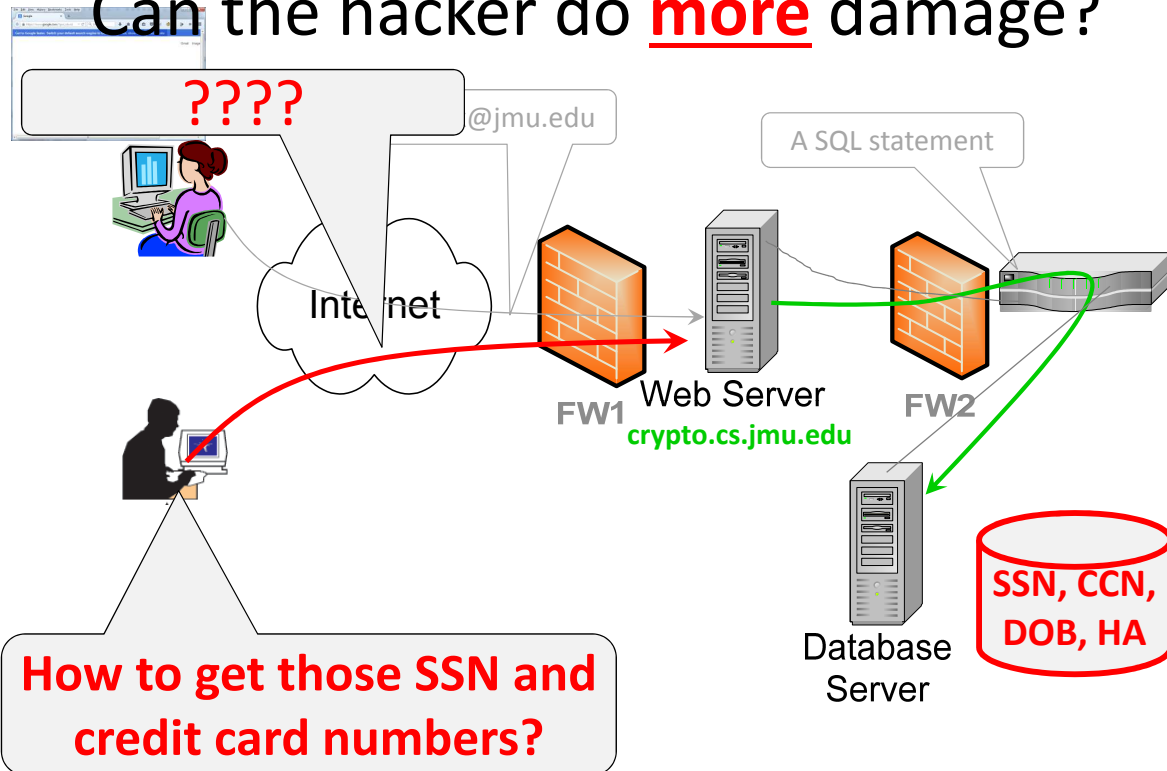 Can the hacker do more damage?
????
@jmu.edu
A SQL statement
Internet
FW1
Web Server
crypto.cs.jmu.edu
FW2
SSN, CCN,
DOB, HA
Database
Server
How to get those SSN and
credit card numbers?